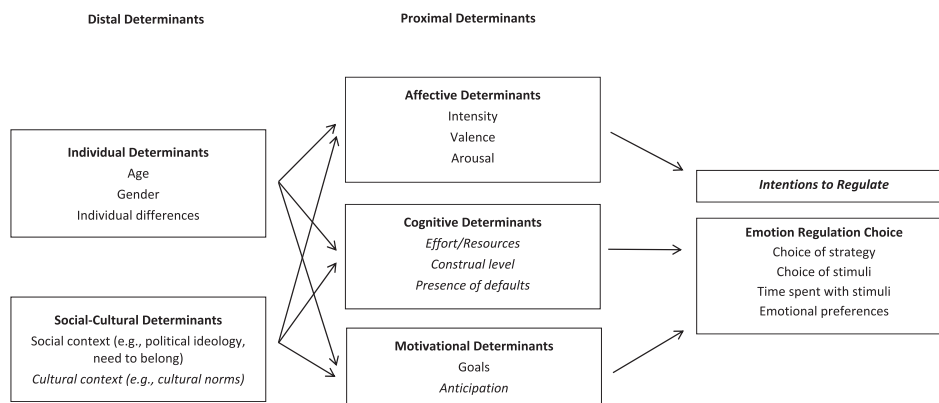 Distal Determinants
Proximal Determinants
Individual Determinants
Age
Gender
Individual differences
Social-Cultural Determinants
Social context (e.g., political ideology,
need to belong)
Cultural context (e.g., cultural norms)
Affective Determinants
Intensity
Valence
Arousal
Cognitive Determinants
Effort/Resources
Construal level
Presence of defaults
Motivational Determinants
Goals
Anticipation
Intentions to Regulate
Emotion Regulation Choice
Choice of strategy
Choice of stimuli
Time spent with stimuli
Emotional preferences